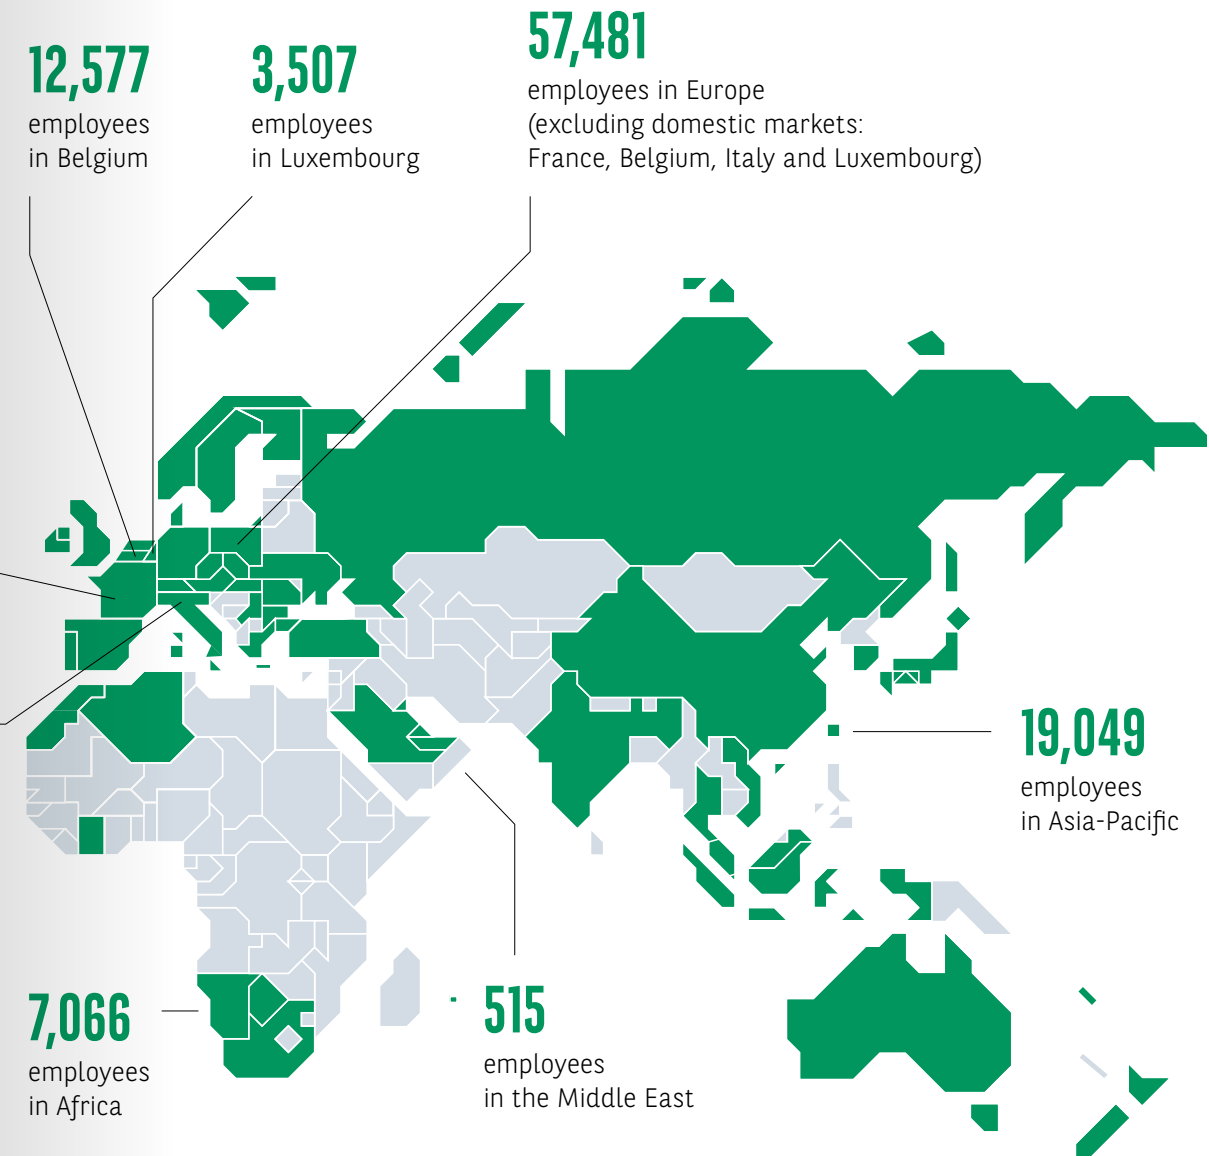 12,577
employees
in Belgium
3,507
employees
in Luxembourg
57,481
employees in Europe
(excluding domestic markets:
France, Belgium, Italy and Luxembourg)
19,049
employees
in Asia-Pacific
7,066
employees
in Africa
515
employees
in the Middle East